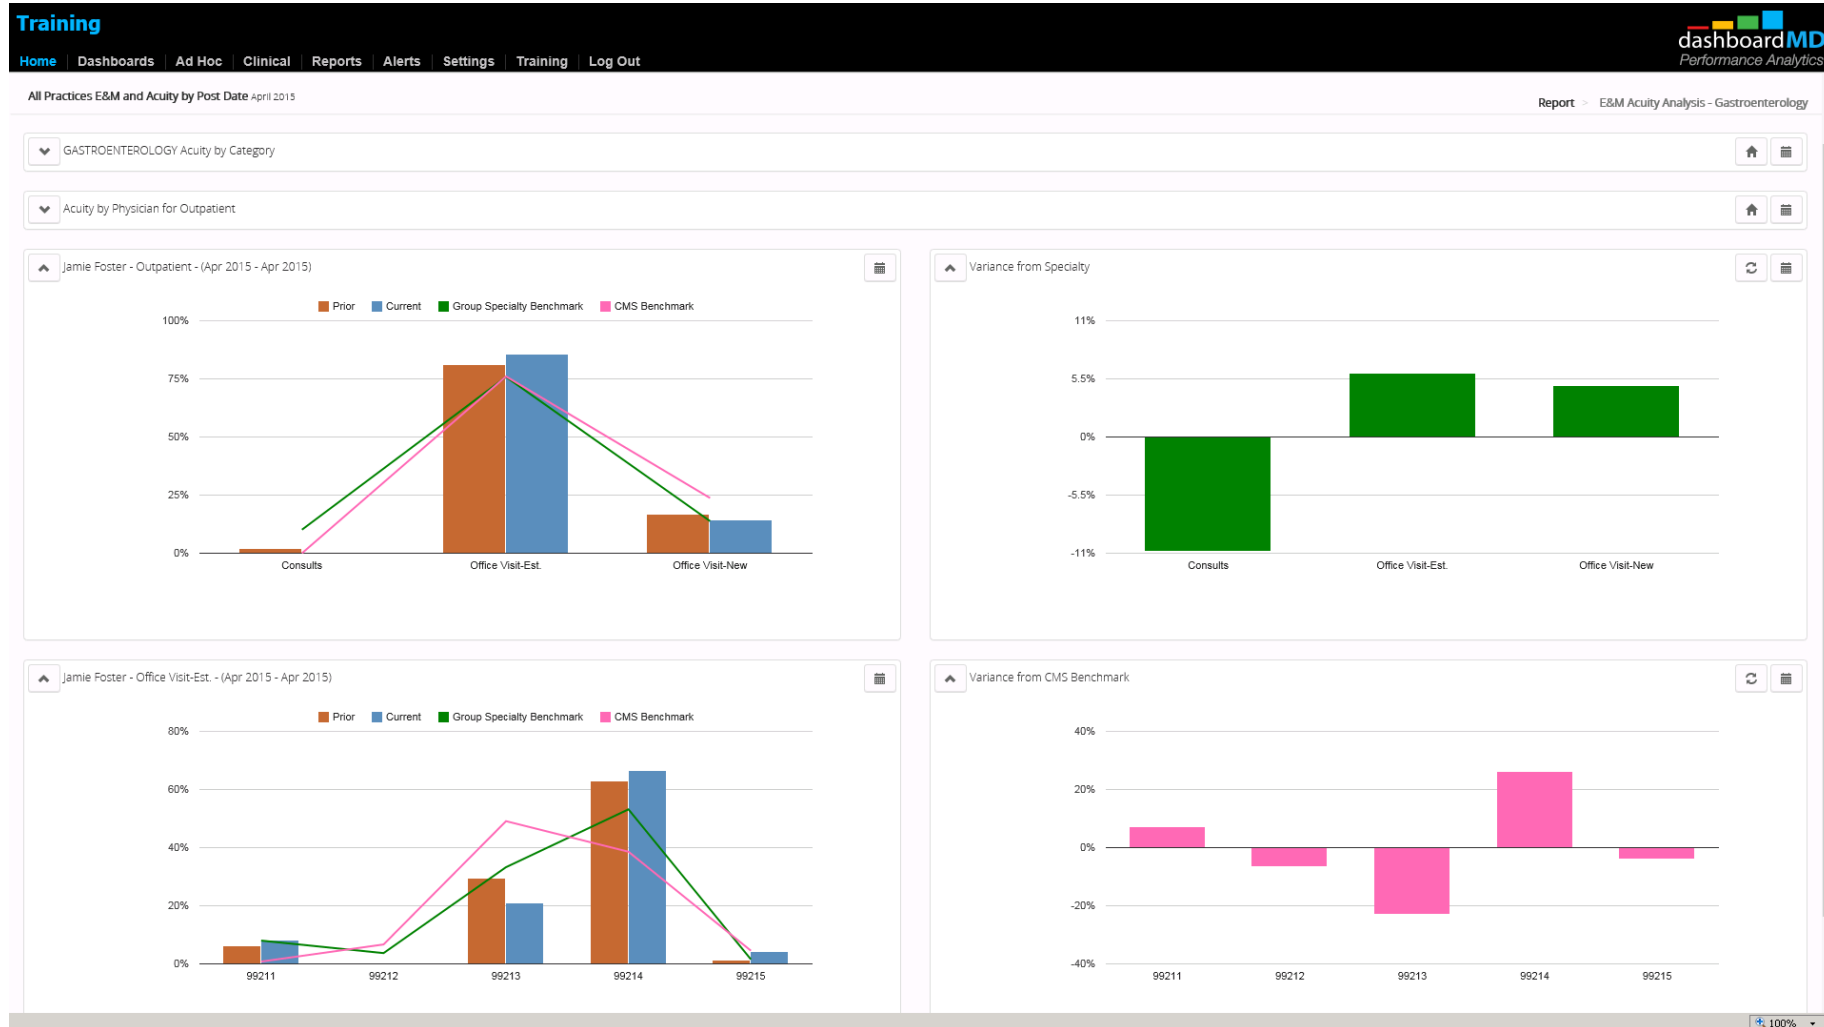 Training
dashboardMD
Performance Analytics
Home Dashboards Ad Hoc Clinical Reports Alerts Settings Training Log Out
All Practices E&M and Acuity by Post Date April 2015
Report > E&M Acuity Analysis - Gastroenterology
GASTROENTEROLOGY Acuity by Category
Acuity by Physician for Outpatient
Jamie Foster - Outpatient - (Apr 2015 - Apr 2015)
Prior Current Group Specialty Benchmark CMS Benchmark
100%
75%
50%
25%
0%
Consults Office Visit-Est. Office Visit-New
Variance from Specialty
11%
5.5%
0%
-5.5%
-11%
Consults Office Visit-Est. Office Visit-New
Jamie Foster - Office Visit-Est. - (Apr 2015 - Apr 2015)
Prior Current Group Specialty Benchmark CMS Benchmark
80%
60%
40%
20%
0%
99211 99212 99213 99214 99215
Variance from CMS Benchmark
40%
20%
0%
-20%
-40%
99211 99212 99213 99214 99215
100%